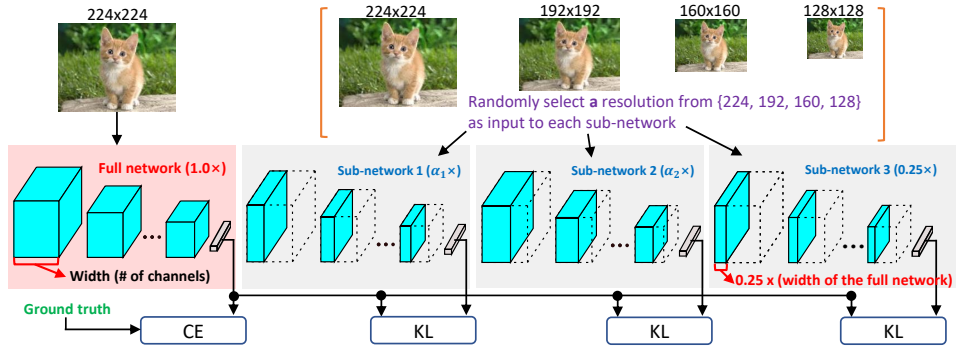 224x224
224x224
192x192
160x160
128x128
Randomly select a resolution from {224, 192, 160, 128}
as input to each sub-network
Full network (1.0×)
Sub-network 1 (α₁×)
Sub-network 2 (α₂×)
Sub-network 3 (0.25×)
...
...
...
...
Width (# of channels)
0.25 x (width of the full network)
Ground truth
CE
KL
KL
KL